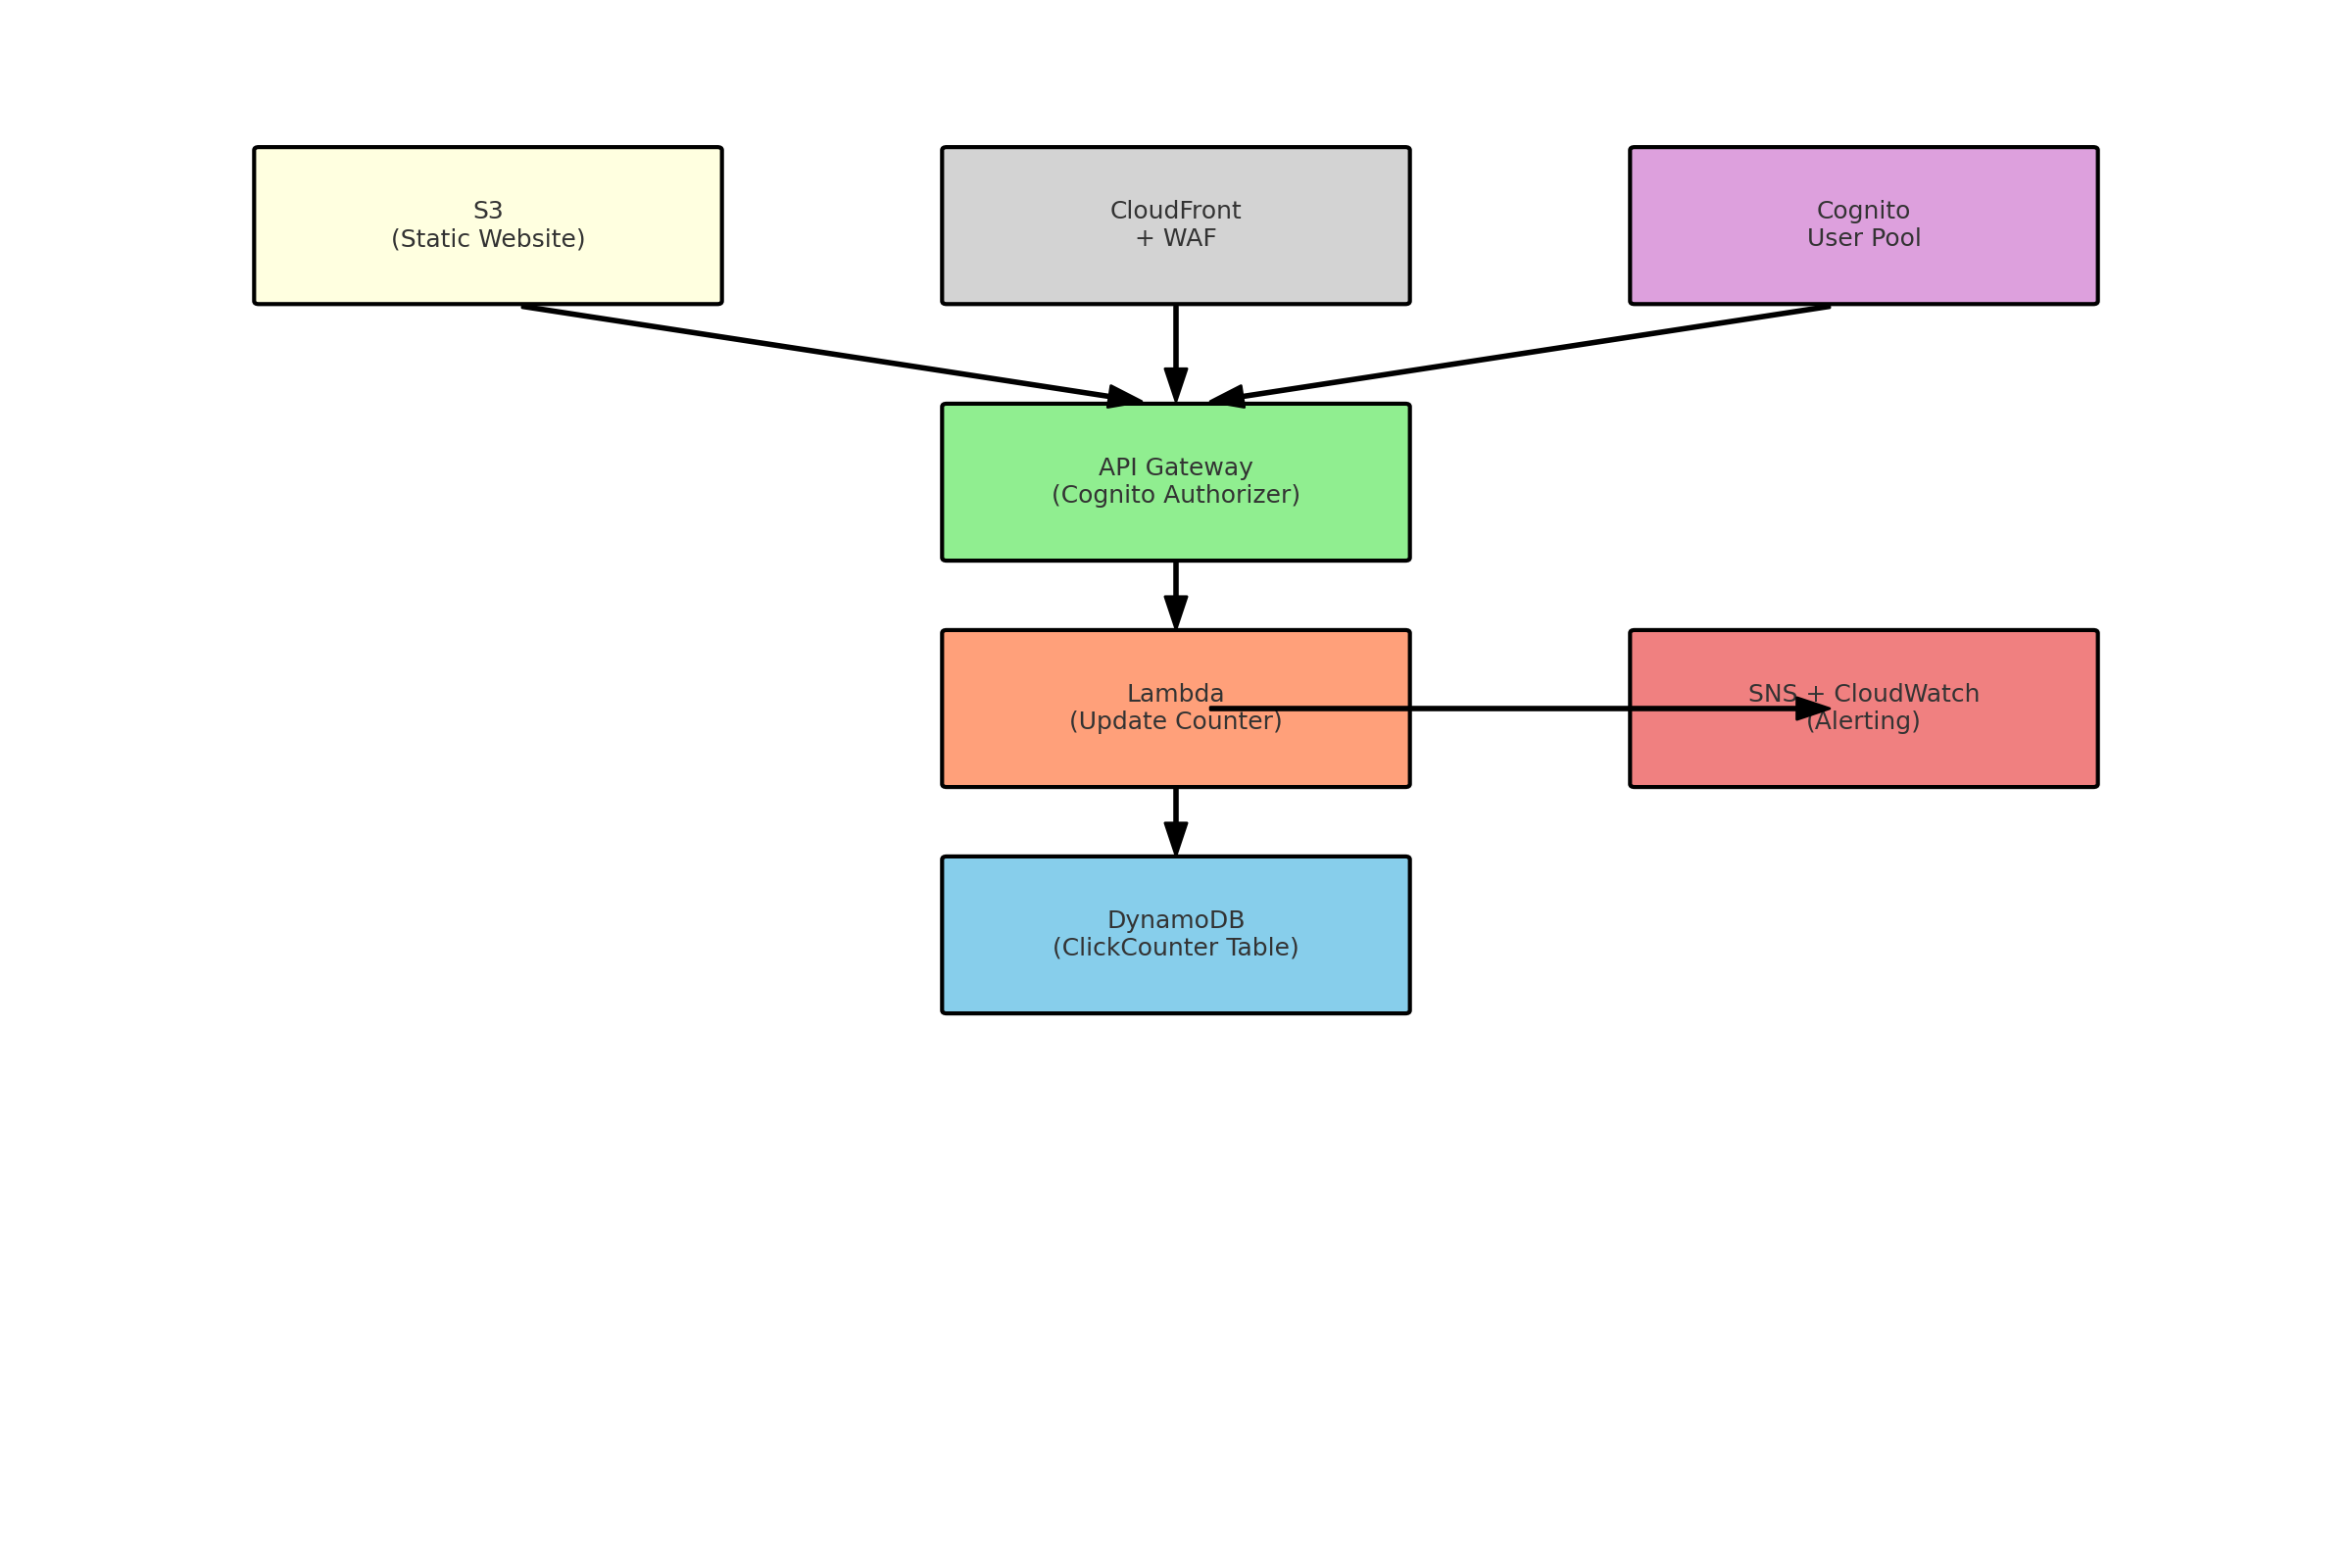 S3
(Static Website)
CloudFront
+ WAF
Cognito
User Pool
API Gateway
(Cognito Authorizer)
Lambda
(Update Counter)
SNS + CloudWatch
(Alerting)
DynamoDB
(ClickCounter Table)